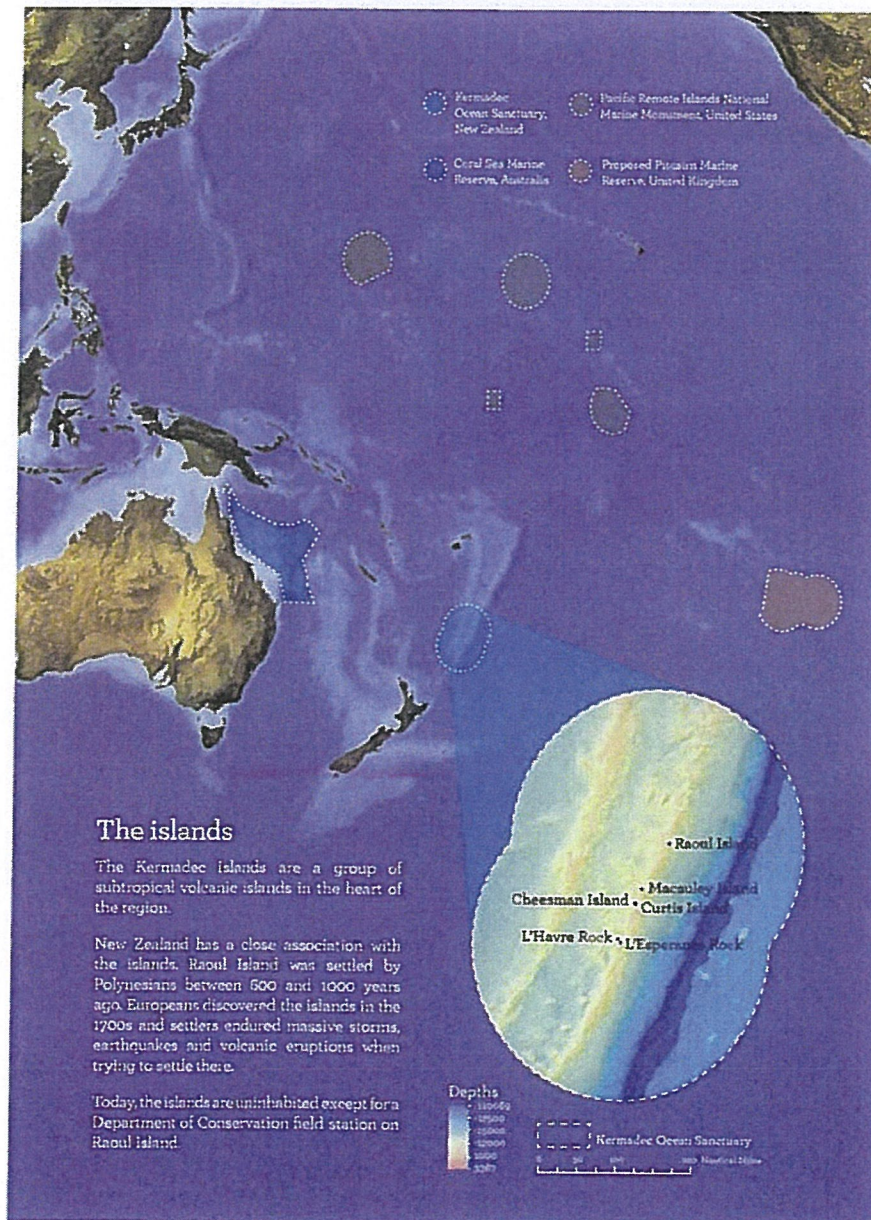 Kermadec
Ocean Sanctuary,
New Zealand
Pacific Remote Islands National
Marine Monument, United States
Coral Sea Marine
Reserve, Australia
Proposed Pitcairn Marine
Reserve, United Kingdom
Raoul Island
Macauley Island
Cheesman Island
Curtis Island
L'Havre Rock
L'Esperance Rock
The islands
The Kermadec Islands are a group of
subtropical volcanic islands in the heart of
the region.
New Zealand has a close association with
the islands. Raoul Island was settled by
Polynesians between 600 and 1000 years
ago. Europeans discovered the islands in the
1700s and settlers endured massive storms,
earthquakes and volcanic eruptions when
trying to settle there.
Today, the islands are uninhabited except for a
Department of Conservation field station on
Raoul Island.
Depths
Kermadec Ocean Sanctuary
0 50 100 200 Nautical Miles